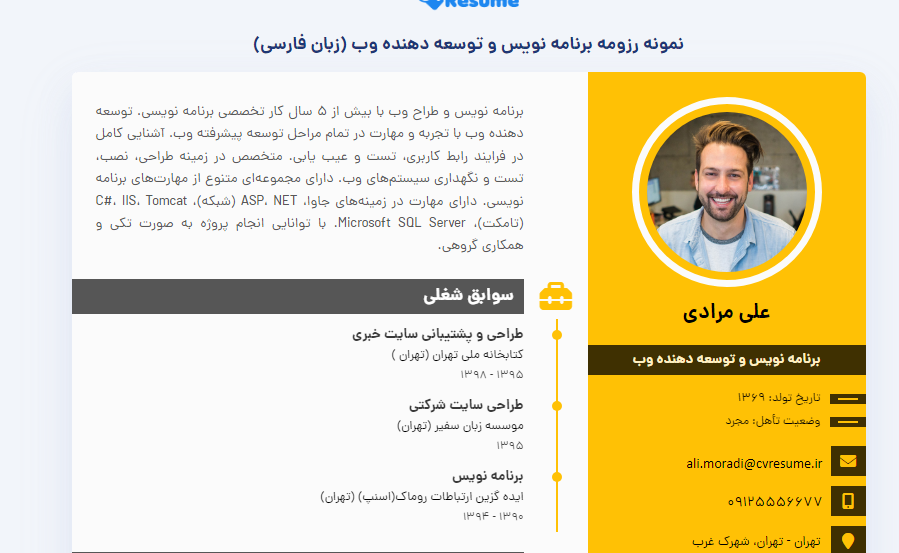 Resume
نمونه رزومه برنامه نویس و توسعه دهنده وب (زبان فارسی)
علی مرادی
برنامه نویس و توسعه دهنده وب
تاریخ تولد: ۱۳۶۹
وضعیت تأهل: مجرد
ali.moradi@cvresume.ir
۰۹۱۲۵۵۵۶۶۷۷
تهران - تهران، شهرک غرب
برنامه نویس و طراح وب با بیش از ۵ سال کار تخصصی برنامه نویسی. توسعه
دهنده وب با تجربه و مهارت در تمام مراحل توسعه پیشرفته وب. آشنایی کامل
در فرایند رابط کاربری، تست و عیب یابی. متخصص در زمینه طراحی، نصب،
تست و نگهداری سیستم‌های وب. دارای مجموعه‌ای متنوع از مهارت‌های برنامه
نویسی. دارای مهارت در زمینه‌های جاوا، ASP. NET (شبکه)، C#، IIS، Tomcat
(تامکت)، Microsoft SQL Server. با توانایی انجام پروژه به صورت تکی و
همکاری گروهی.
سوابق شغلی
طراحی و پشتیبانی سایت خبری
کتابخانه ملی تهران (تهران )
۱۳۹۵ - ۱۳۹۸
طراحی سایت شرکتی
موسسه زبان سفیر (تهران)
۱۳۹۵
برنامه نویس
ایده گزین ارتباطات روماک(اسنپ) (تهران)
۱۳۹۰ - ۱۳۹۴